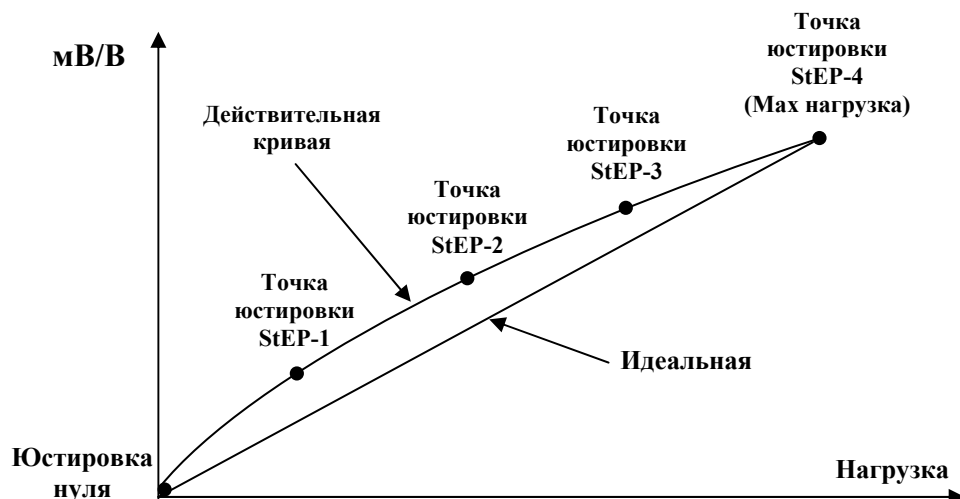 мВ/В
Точка
юстировки
StEP-4
(Max нагрузка)
Действительная
кривая
Точка
юстировки
StEP-3
Точка
юстировки
StEP-2
Точка
юстировки
StEP-1
Идеальная
Юстировка
нуля
Нагрузка